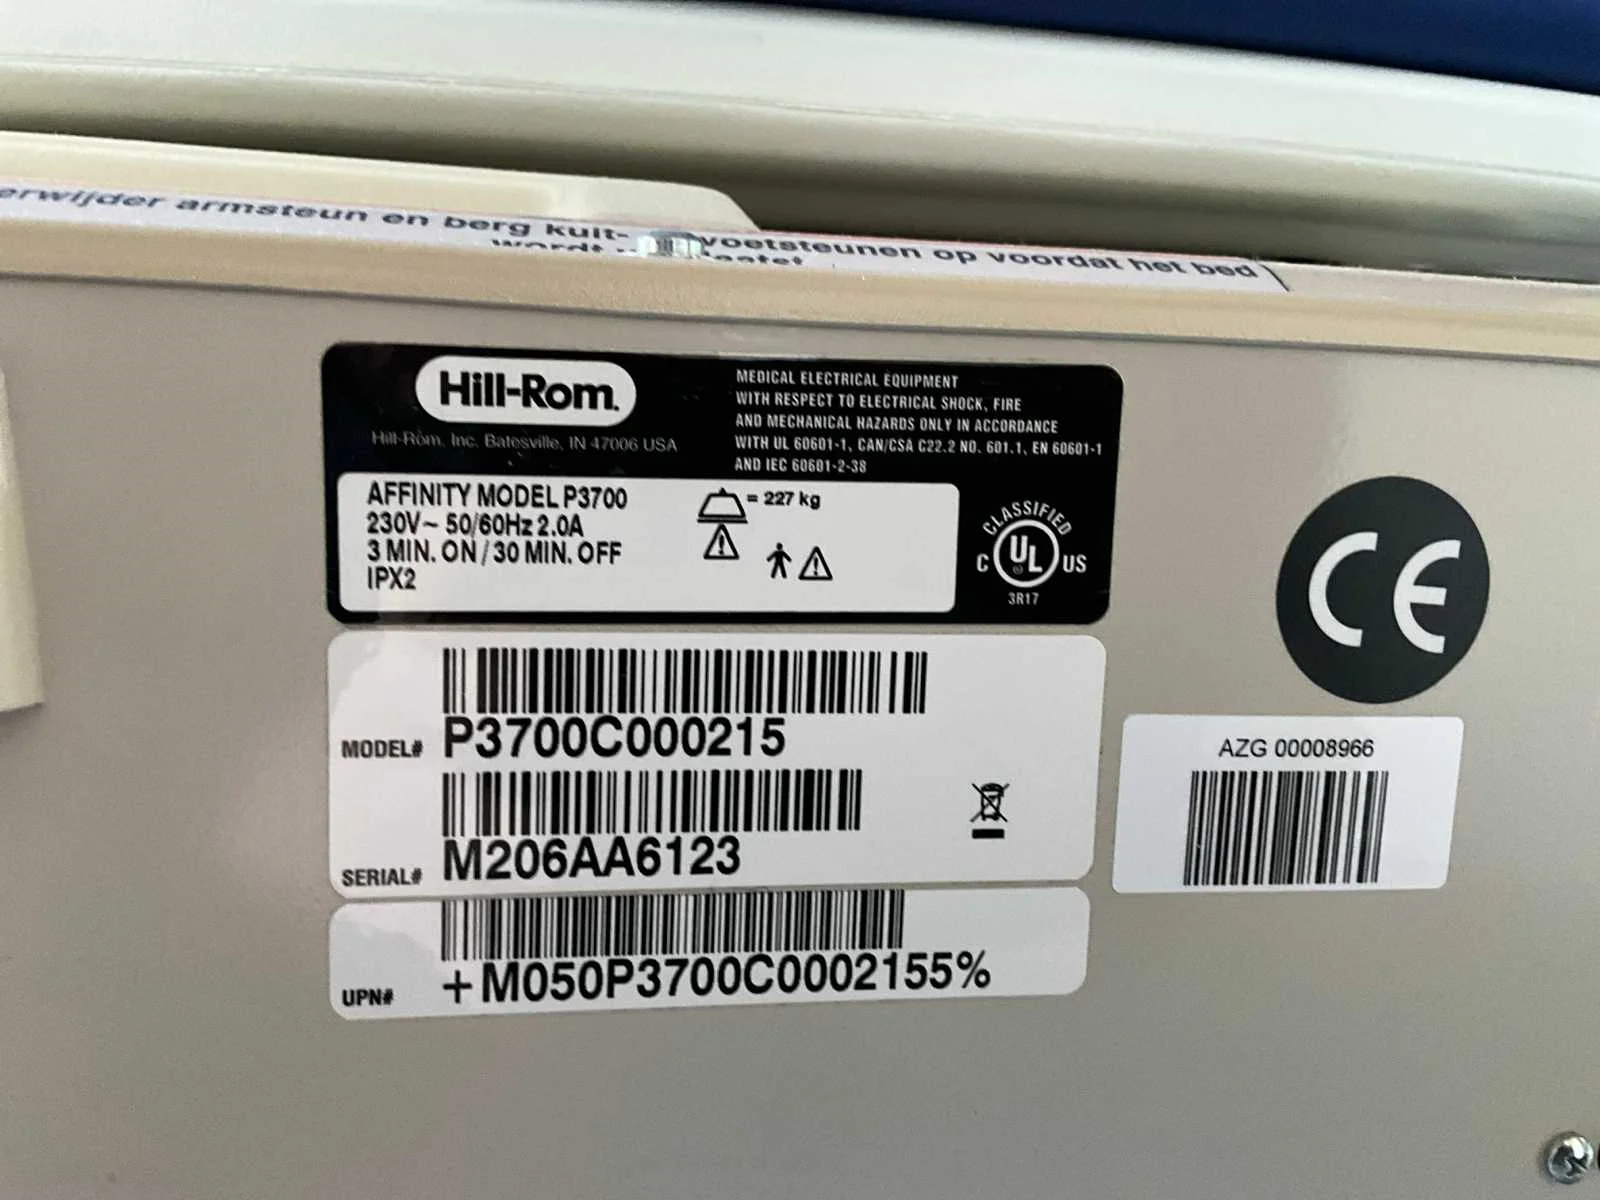 armsteun en berg kuit- voetsteunen op voordat het bed
wordt
Hill-Rom.
Hill-Rom, Inc. Batesville, IN 47006 USA
MEDICAL ELECTRICAL EQUIPMENT
WITH RESPECT TO ELECTRICAL SHOCK, FIRE
AND MECHANICAL HAZARDS ONLY IN ACCORDANCE
WITH UL 60601-1, CAN/CSA C22.2 NO. 601.1, EN 60601-1
AND IEC 60601-2-38
AFFINITY MODEL P3700
230V~ 50/60Hz 2.0A
3 MIN. ON / 30 MIN. OFF
IPX2
= 227 kg
CLASSIFIED
C UL US
3R17
CE
MODEL# P3700C000215
SERIAL# M206AA6123
UPN# +M050P3700C0002155%
AZG 00008966